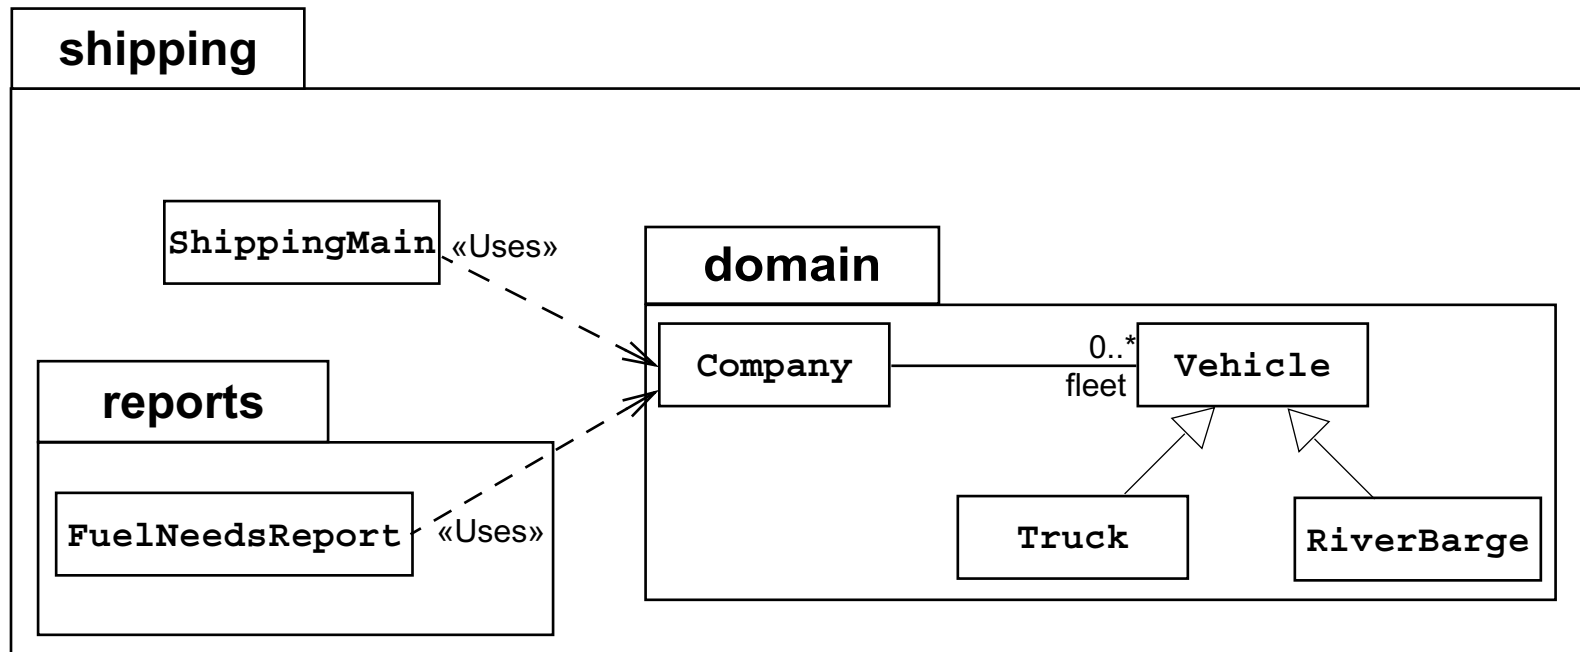 shipping
ShippingMain
«Uses»
domain
Company
0..*
fleet
Vehicle
reports
FuelNeedsReport
«Uses»
Truck
RiverBarge